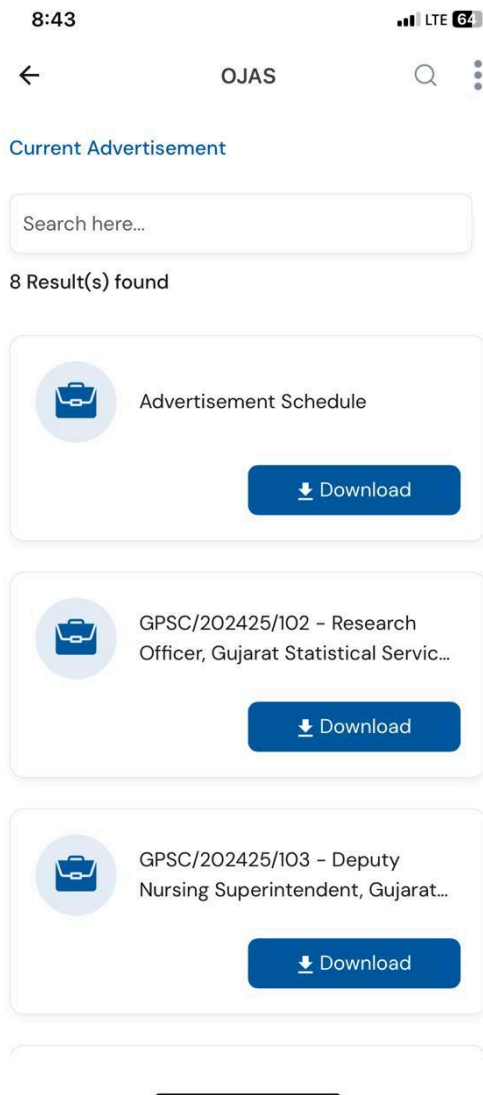 8:43
LTE 64
OJAS
Current Advertisement
Search here...
8 Result(s) found
Advertisement Schedule
Download
GPSC/202425/102 - Research
Officer, Gujarat Statistical Servic...
Download
GPSC/202425/103 - Deputy
Nursing Superintendent, Gujarat...
Download